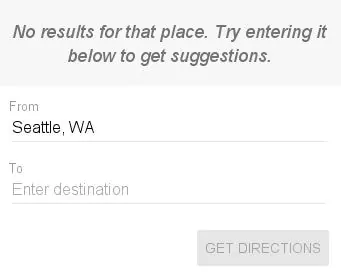 No results for that place. Try entering it
below to get suggestions.
From
Seattle, WA
To
Enter destination
GET DIRECTIONS